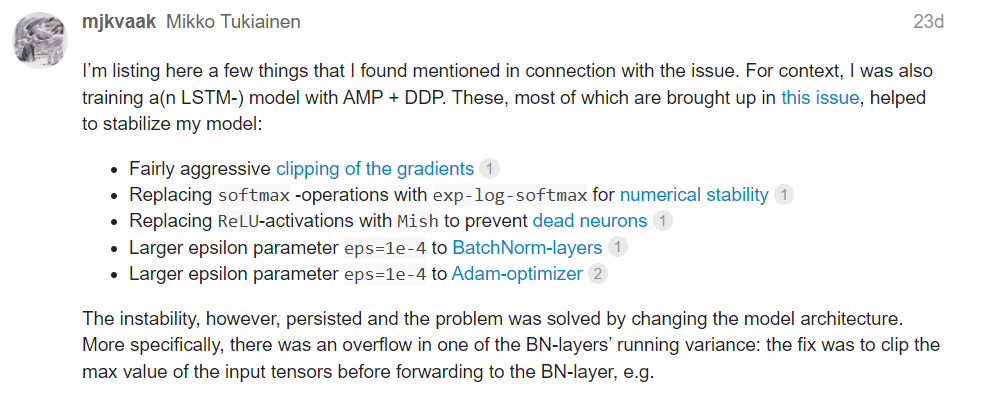 mjkvaak Mikko Tukiainen 23d
I’m listing here a few things that I found mentioned in connection with the issue. For context, I was also
training a(n LSTM-) model with AMP + DDP. These, most of which are brought up in this issue, helped
to stabilize my model:
• Fairly aggressive clipping of the gradients 1
• Replacing softmax -operations with exp-log-softmax for numerical stability 1
• Replacing ReLU-activations with Mish to prevent dead neurons 1
• Larger epsilon parameter eps=1e-4 to BatchNorm-layers 1
• Larger epsilon parameter eps=1e-4 to Adam-optimizer 2
The instability, however, persisted and the problem was solved by changing the model architecture.
More specifically, there was an overflow in one of the BN-layers’ running variance: the fix was to clip the
max value of the input tensors before forwarding to the BN-layer, e.g.